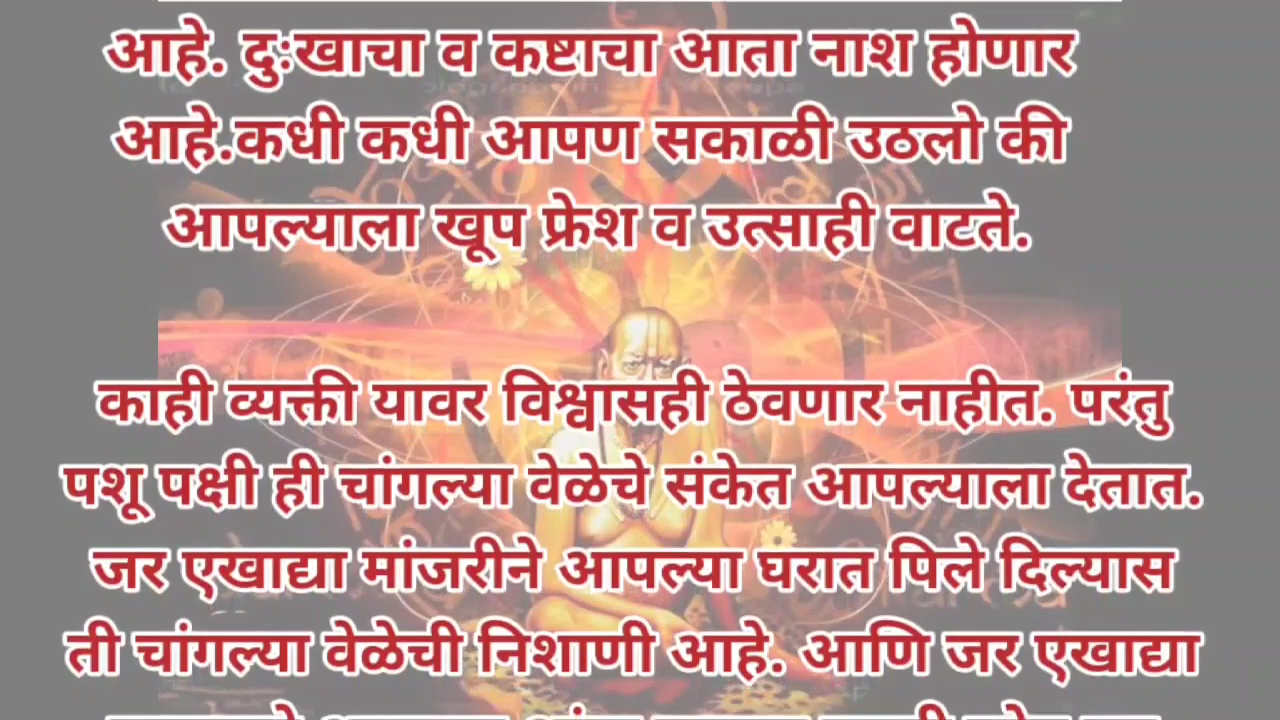 आहे. दुःखाचा व कष्टाचा आता नाश होणार
आहे.कधी कधी आपण सकाळी उठलो की
आपल्याला खूप फ्रेश व उत्साही वाटते.
काही व्यक्ती यावर विश्वासही ठेवणार नाहीत. परंतु
पशू पक्षी ही चांगल्या वेळेचे संकेत आपल्याला देतात.
जर एखाद्या मांजरीने आपल्या घरात पिले दिल्यास
ती चांगल्या वेळेची निशाणी आहे. आणि जर एखाद्या